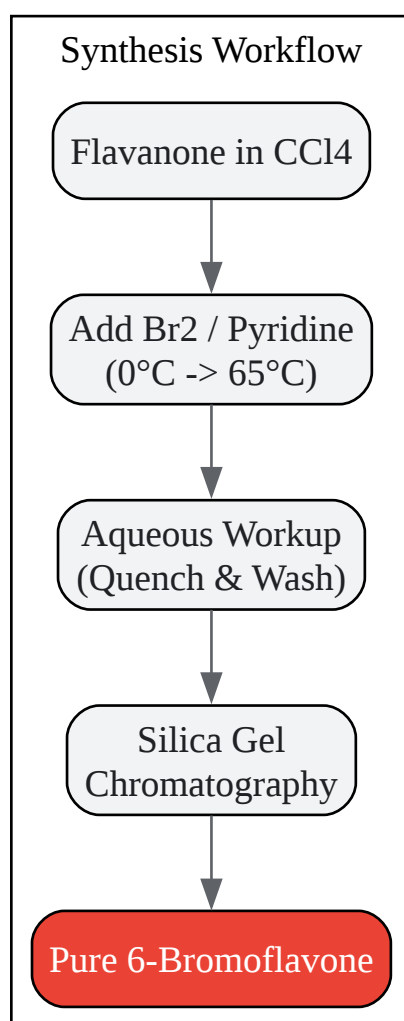 Synthesis Workflow
Flavanone in CCl4
Add Br2 / Pyridine
(0°C -> 65°C)
Aqueous Workup
(Quench & Wash)
Silica Gel
Chromatography
Pure 6-Bromoflavone